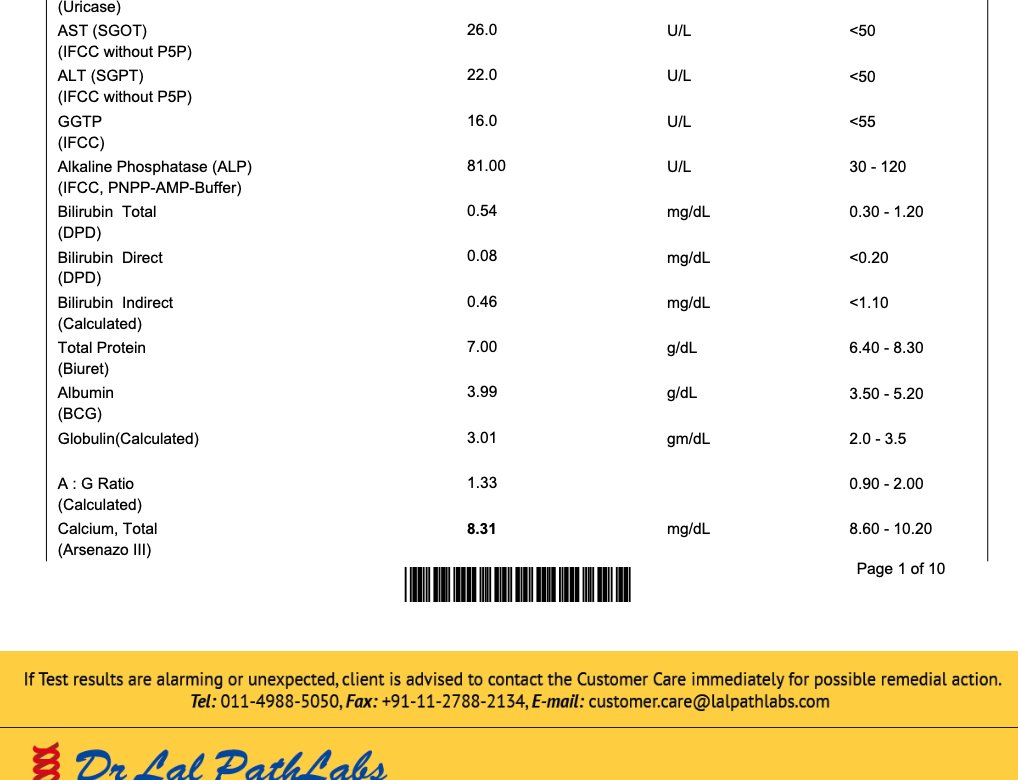 (Uricase)
AST (SGOT) 26.0 U/L <50
(IFCC without P5P)
ALT (SGPT) 22.0 U/L <50
(IFCC without P5P)
GGTP 16.0 U/L <55
(IFCC)
Alkaline Phosphatase (ALP) 81.00 U/L 30 - 120
(IFCC, PNPP-AMP-Buffer)
Bilirubin Total 0.54 mg/dL 0.30 - 1.20
(DPD)
Bilirubin Direct 0.08 mg/dL <0.20
(DPD)
Bilirubin Indirect 0.46 mg/dL <1.10
(Calculated)
Total Protein 7.00 g/dL 6.40 - 8.30
(Biuret)
Albumin 3.99 g/dL 3.50 - 5.20
(BCG)
Globulin(Calculated) 3.01 gm/dL 2.0 - 3.5
A : G Ratio 1.33 0.90 - 2.00
(Calculated)
Calcium, Total 8.31 mg/dL 8.60 - 10.20
(Arsenazo III)
Page 1 of 10
If Test results are alarming or unexpected, client is advised to contact the Customer Care immediately for possible remedial action.
Tel: 011-4988-5050, Fax: +91-11-2788-2134, E-mail: customer.care@lalpathlabs.com
Dr Lal PathLabs